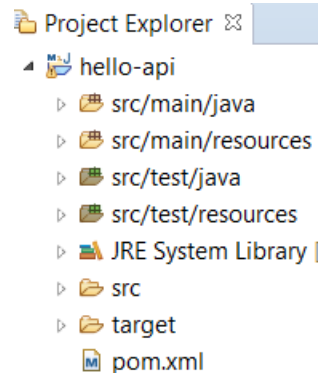 Project Explorer
hello-api
src/main/java
src/main/resources
src/test/java
src/test/resources
JRE System Library [
src
target
pom.xml